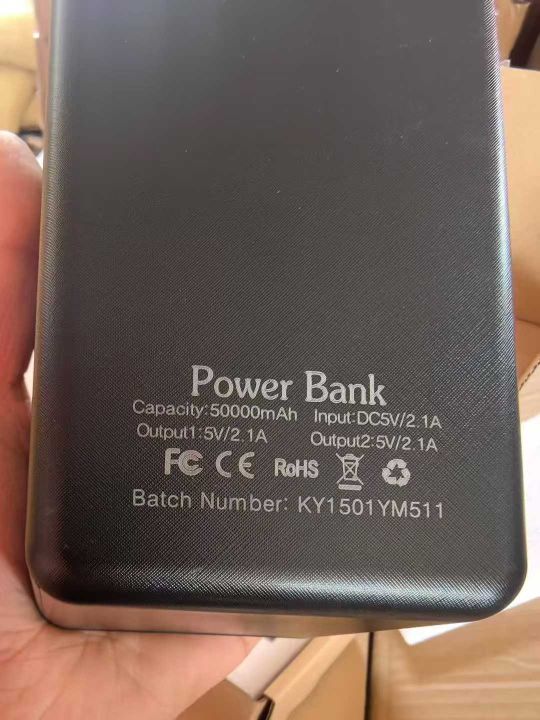 Power Bank
Capacity:50000mAh Input:DC5V/2.1A
Output1:5V/2.1A Output2:5V/2.1A
FC CE RoHS
Batch Number: KY1501YM511